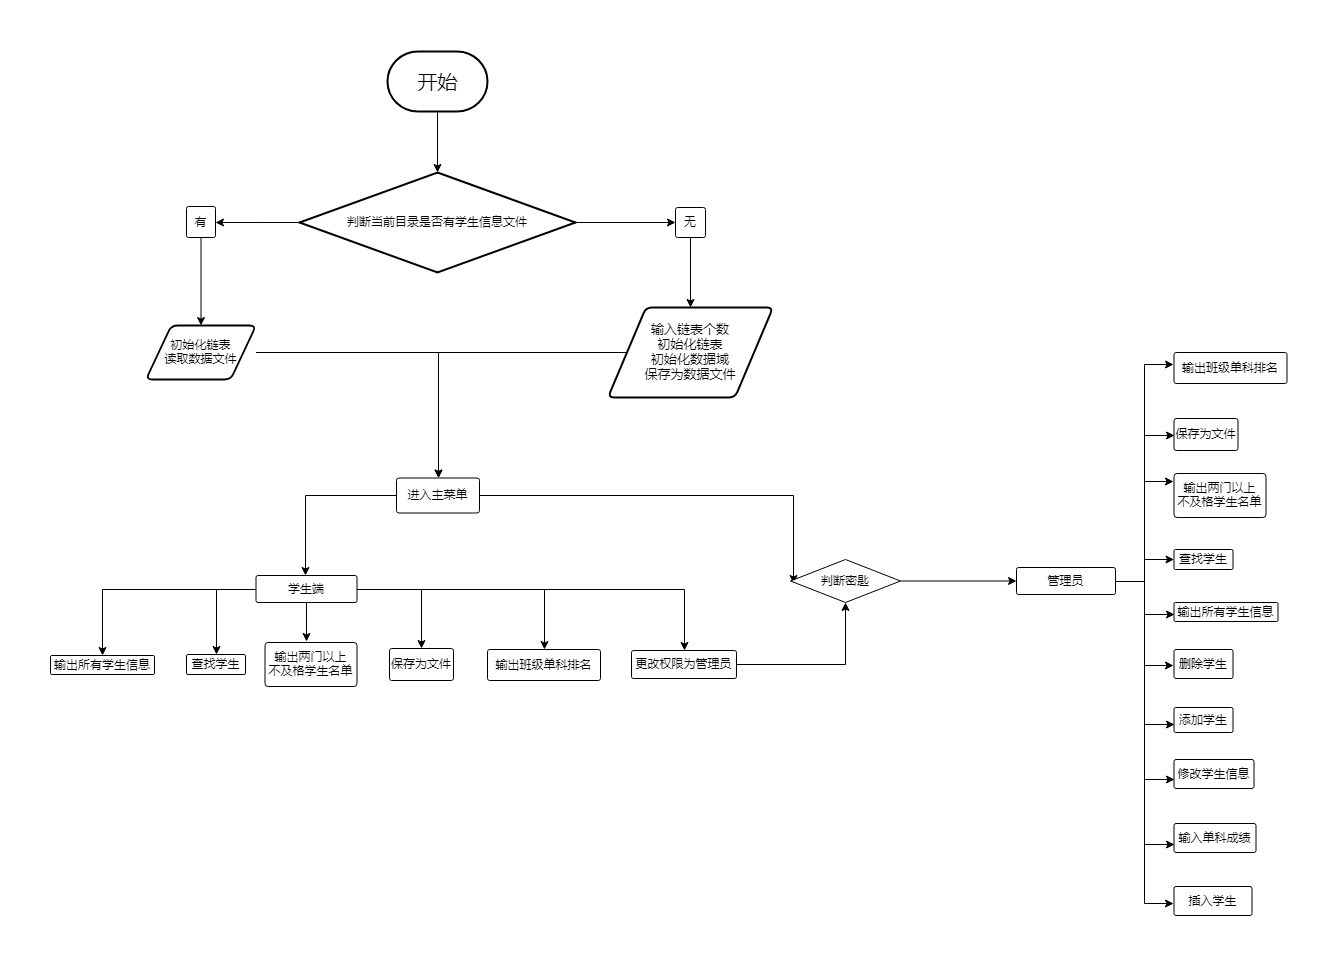 开始
判断当前目录是否有学生信息文件
有
无
初始化链表
读取数据文件
输入链表个数
初始化链表
初始化数据域
保存为数据文件
进入主菜单
学生端
判断密匙
管理员
输出所有学生信息
查找学生
输出两门以上
不及格学生名单
保存为文件
输出班级单科排名
更改权限为管理员
输出班级单科排名
保存为文件
输出两门以上
不及格学生名单
查找学生
输出所有学生信息
删除学生
添加学生
修改学生信息
输入单科成绩
插入学生